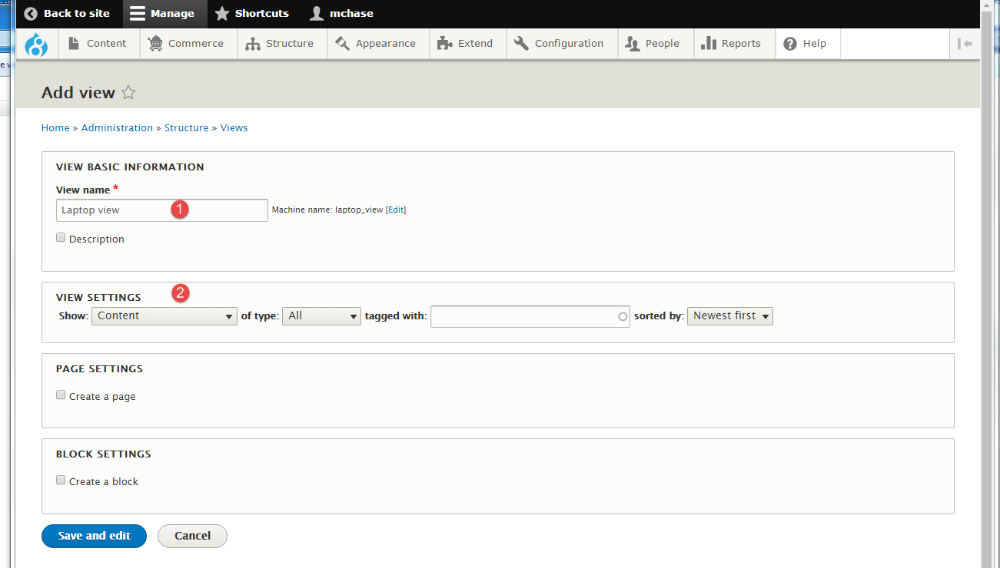 Back to site Manage Shortcuts mchase
Content Commerce Structure Appearance Extend Configuration People Reports Help
Add view
Home » Administration » Structure » Views
VIEW BASIC INFORMATION
View name *
Laptop view 1 Machine name: laptop_view [Edit]
Description
2
VIEW SETTINGS
Show: Content of type: All tagged with: sorted by: Newest first
PAGE SETTINGS
Create a page
BLOCK SETTINGS
Create a block
Save and edit Cancel